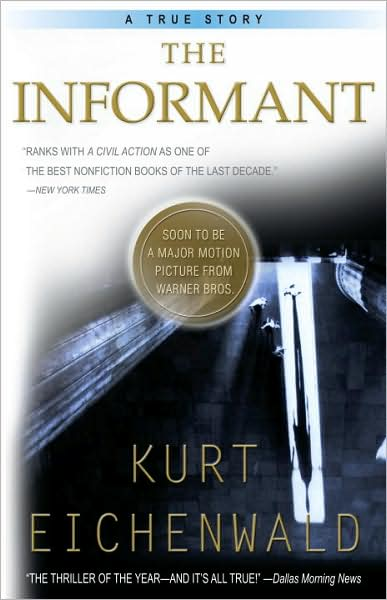 A TRUE STORY
THE
INFORMANT
“RANKS WITH A CIVIL ACTION AS ONE OF
THE BEST NONFICTION BOOKS OF THE LAST DECADE.”
—NEW YORK TIMES
SOON TO BE
A MAJOR MOTION
PICTURE FROM
WARNER BROS.
KURT
EICHENWALD
“THE THRILLER OF THE YEAR—AND IT’S ALL TRUE!” —Dallas Morning News